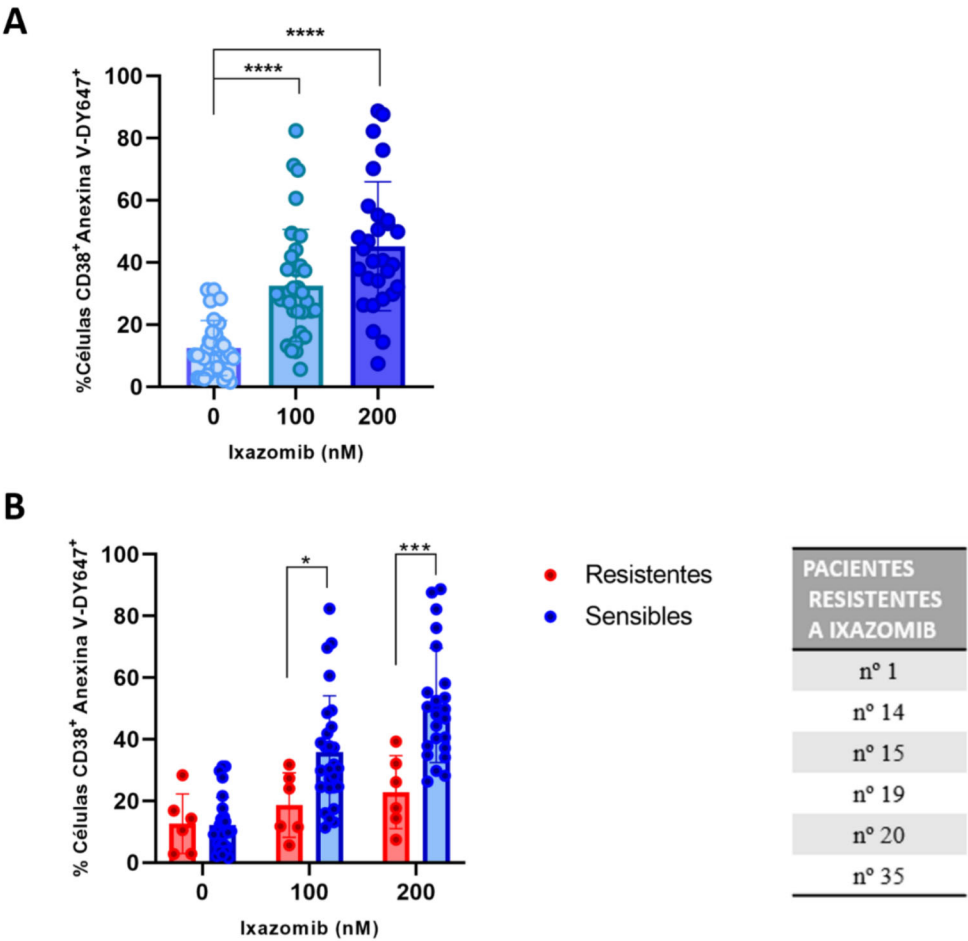 A
****
****
%Células CD38⁺Anexina V-DY647⁺
100
80
60
40
20
0
0 100 200
Ixazomib (nM)
B
* ***
% Células CD38⁺ Anexina V-DY647⁺
100
80
60
40
20
0
0 100 200
Ixazomib (nM)
Resistentes
Sensibles
PACIENTES
RESISTENTES
A IXAZOMIB
nº 1
nº 14
nº 15
nº 19
nº 20
nº 35